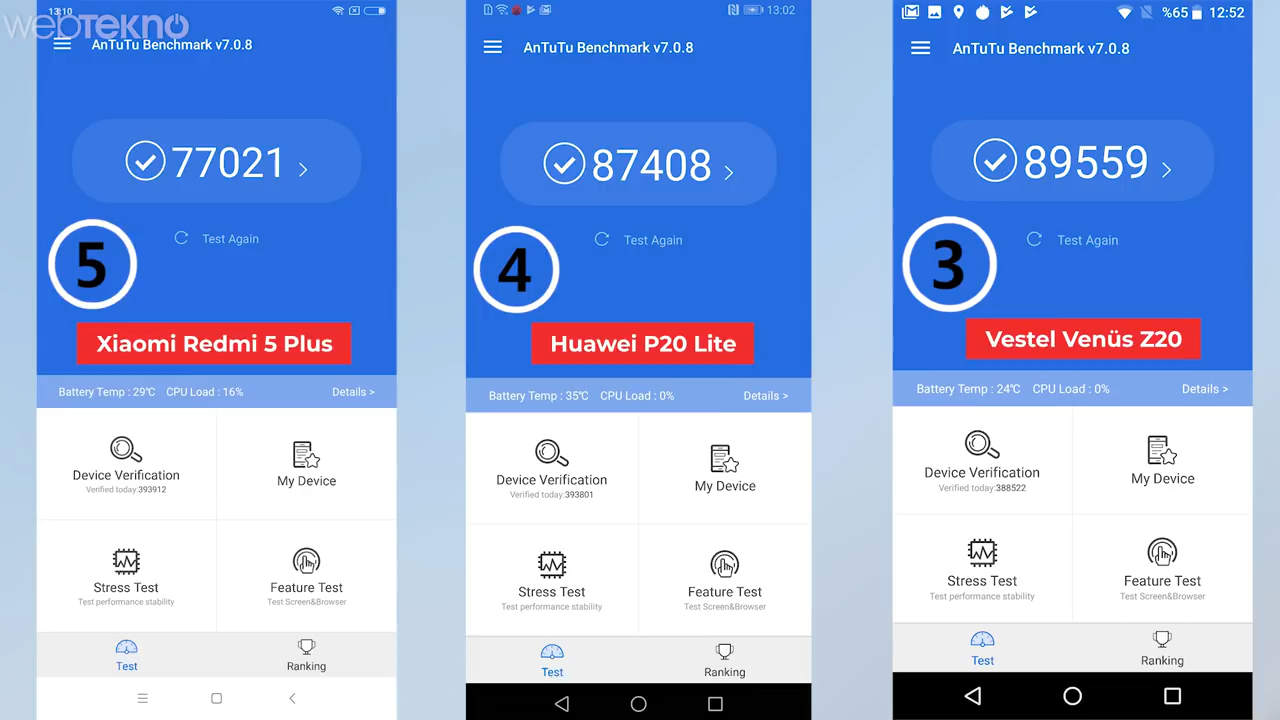 webtekno
13:10
AnTuTu Benchmark v7.0.8
77021 >
Test Again
5
Xiaomi Redmi 5 Plus
Battery Temp : 29℃ CPU Load : 16% Details >
Device Verification
Verified today:393912
My Device
Stress Test
Test performance stability
Feature Test
Test Screen&Browser
Test
Ranking
13:02
AnTuTu Benchmark v7.0.8
87408 >
Test Again
4
Huawei P20 Lite
Battery Temp : 35℃ CPU Load : 0% Details >
Device Verification
Verified today:393801
My Device
Stress Test
Test performance stability
Feature Test
Test Screen&Browser
Test
Ranking
%65 12:52
AnTuTu Benchmark v7.0.8
89559 >
Test Again
3
Vestel Venüs Z20
Battery Temp : 24℃ CPU Load : 0% Details >
Device Verification
Verified today:388522
My Device
Stress Test
Test performance stability
Feature Test
Test Screen&Browser
Test
Ranking